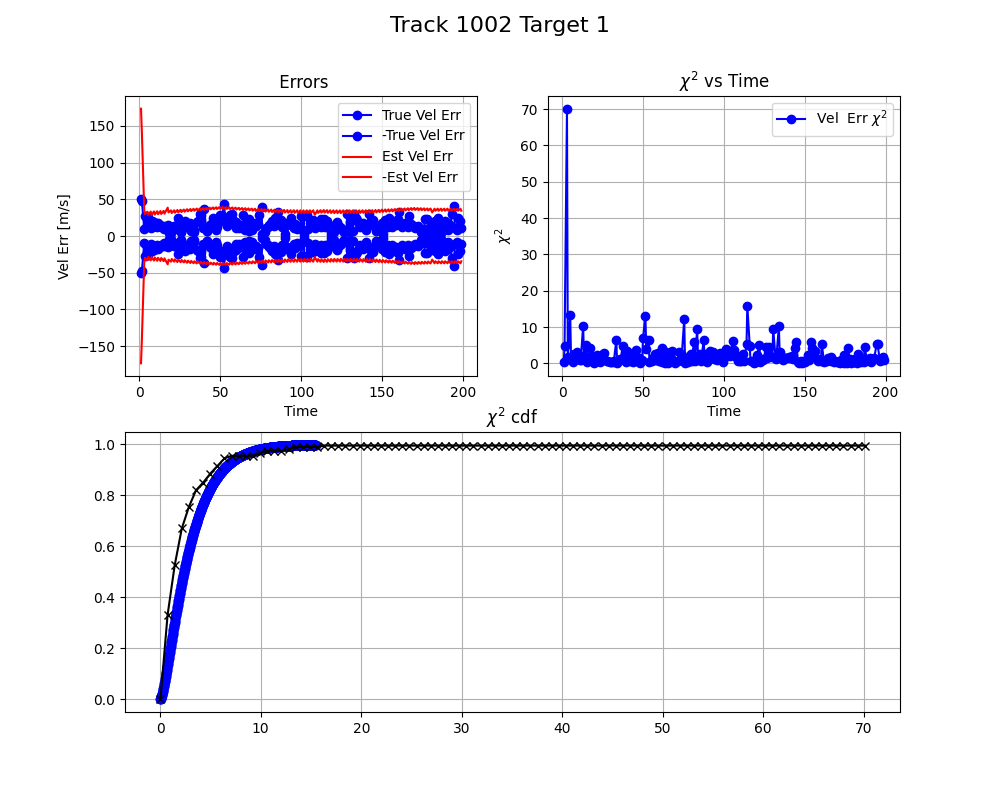 Track 1002 Target 1
Errors
True Vel Err
-True Vel Err
Est Vel Err
-Est Vel Err
150
100
50
0
−50
−100
−150
Vel Err [m/s]
0 50 100 150 200
Time
χ² vs Time
Vel Err χ²
70
60
50
40
30
20
10
0
χ²
0 50 100 150 200
Time
χ² cdf
1.0
0.8
0.6
0.4
0.2
0.0
0 10 20 30 40 50 60 70